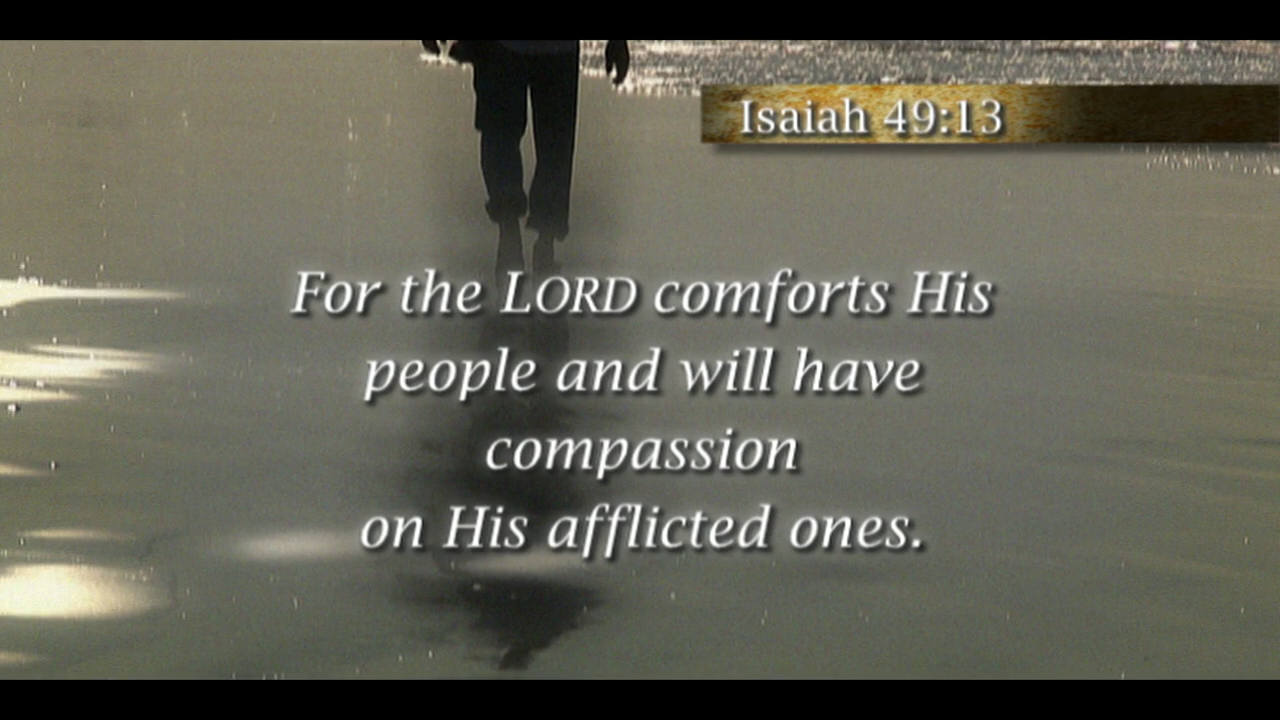 Isaiah 49:13
For the LORD comforts His
people and will have
compassion
on His afflicted ones.